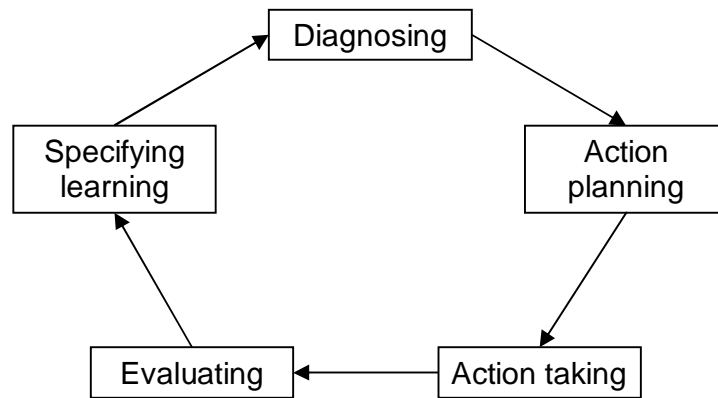 Diagnosing
Specifying
learning
Action
planning
Evaluating
Action taking